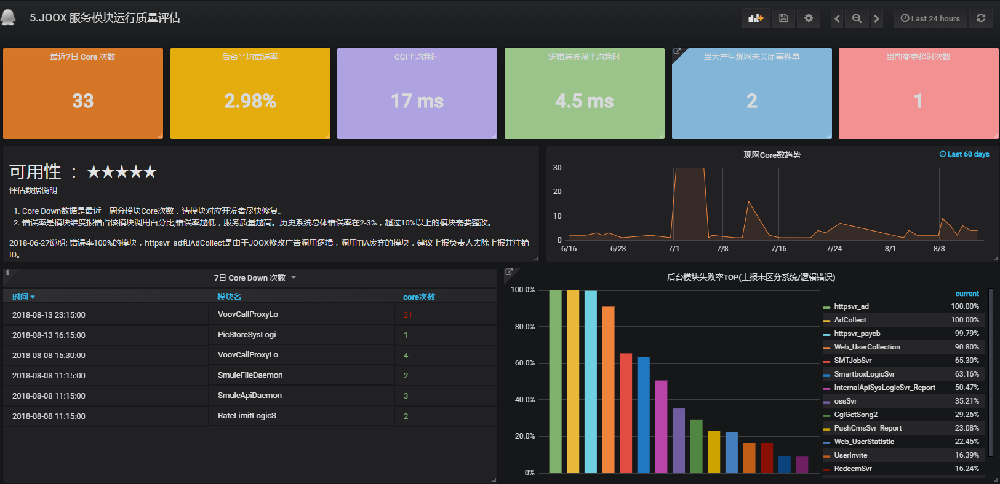 5.JOOX 服务模块运行质量评估
Last 24 hours
最近7日 Core 次数
33
后台平均错误率
2.98%
CGI平均耗时
17 ms
逻辑层被调平均耗时
4.5 ms
当天产生现网未关闭事件单
2
当前变更超时次数
1
可用性 ： ★★★★★
评估数据说明
1. Core Down数据是最近一周分模块Core次数，请模块对应开发者尽快修复。
2. 错误率是模块维度报错占该模块调用百分比,错误率越低，服务质量越高。历史系统总体错误率在2-3%，超过10%以上的模块需要整改。
2018-06-27说明: 错误率100%的模块，httpsvr_ad和AdCollect是由于JOOX修改广告调用逻辑，调用TIA废弃的模块，建议上报负责人去除上报并注销
ID。
现网Core数趋势
Last 60 days
30
20
10
0
6/16 6/23 7/1 7/8 7/16 7/24 8/1 8/8
7日 Core Down 次数
时间 模块名 core次数
2018-08-13 23:15:00 VoovCallProxyLo 21
2018-08-13 16:15:00 PicStoreSysLogi 1
2018-08-08 15:30:00 VoovCallProxyLo 4
2018-08-08 11:15:00 SmuleFileDaemon 2
2018-08-08 11:15:00 SmuleApiDaemon 3
2018-08-08 11:15:00 RateLimitLogicS 2
后台模块失败率TOP(上报未区分系统/逻辑错误)
100.0%
80.0%
60.0%
40.0%
20.0%
0%
current
httpsvr_ad 100.00%
AdCollect 100.00%
httpsvr_paycb 99.79%
Web_UserCollection 90.80%
SMTJobSvr 65.30%
SmartboxLogicSvr 63.16%
InternalApiSysLogicSvr_Report 50.47%
ossSvr 35.21%
CgiGetSong2 29.26%
PushCmsSvr_Report 23.08%
Web_UserStatistic 22.45%
UserInvite 16.39%
RedeemSvr 16.24%